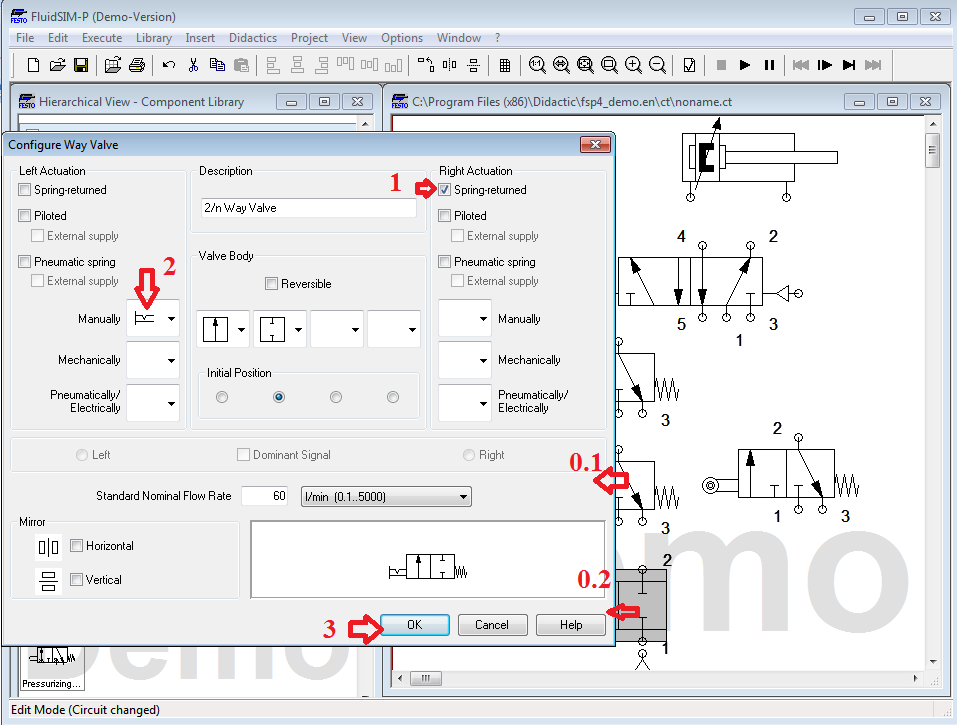 FluidSIM-P (Demo-Version)
FESTO
File Edit Execute Library Insert Didactics Project View Options Window ?
Hierarchical View - Component Library
C:\Program Files (x86)\Didactic\fsp4_demo.en\ct\noname.ct
Configure Way Valve
Left Actuation
Spring-returned
Piloted
External supply
Pneumatic spring
External supply
2
Manually
Mechanically
Pneumatically/
Electrically
Description
2/n Way Valve
Valve Body
Reversible
Initial Position
1
Right Actuation
Spring-returned
Piloted
External supply
Pneumatic spring
External supply
Manually
Mechanically
Pneumatically/
Electrically
Left Dominant Signal Right
0.1
Standard Nominal Flow Rate 60 l/min (0.1..5000)
Mirror
Horizontal
Vertical
0.2
3
OK Cancel Help
4 2
5 3
1
3
2
1 3
3
2
1
Demo
Demo
Pressurizing...
Edit Mode (Circuit changed)